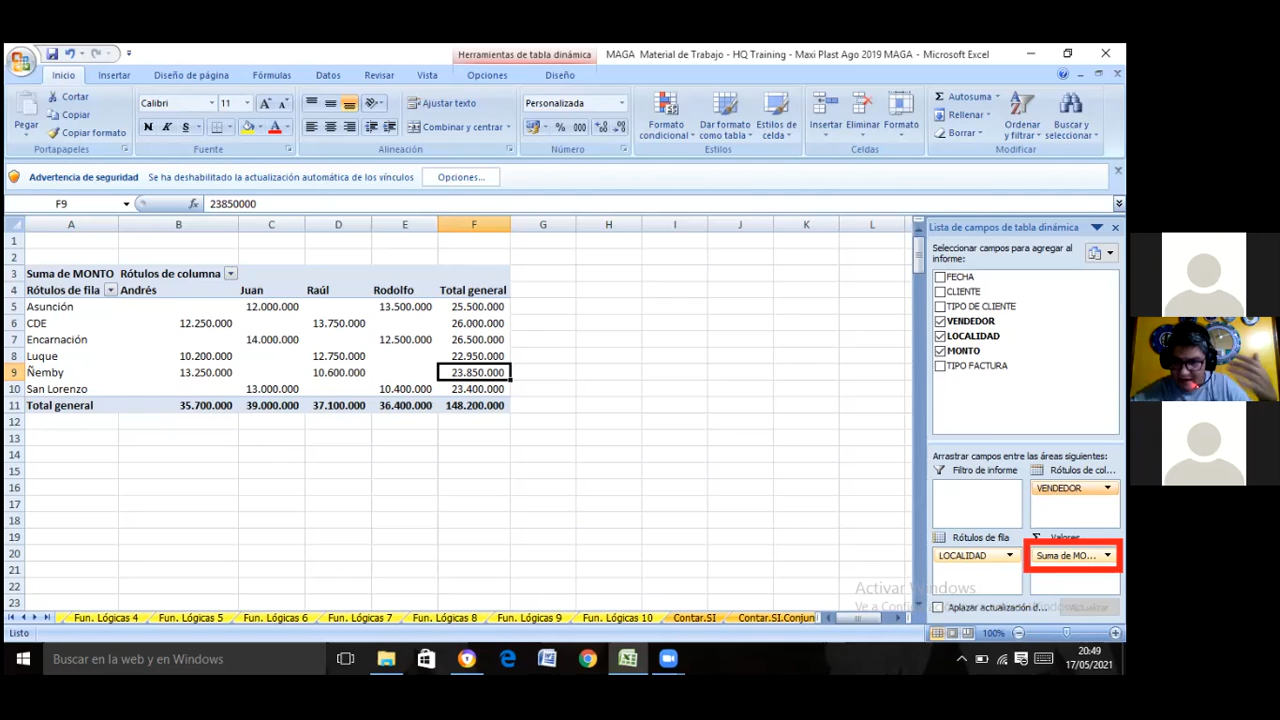 Herramientas de tabla dinámica
MAGA Material de Trabajo - HQ Training - Maxi Plast Ago 2019 MAGA - Microsoft Excel
Inicio Insertar Diseño de página Fórmulas Datos Revisar Vista Opciones Diseño
Pegar
Cortar
Copiar
Copiar formato
Portapapeles
Calibri 11
N K S
Fuente
Ajustar texto
Combinar y centrar
Alineación
Personalizada
% 000
Número
Formato condicional
Dar formato como tabla
Estilos de celda
Estilos
Insertar Eliminar Formato
Celdas
Autosuma
Rellenar
Borrar
Ordenar y filtrar
Buscar y seleccionar
Modificar
Advertencia de seguridad Se ha deshabilitado la actualización automática de los vínculos Opciones...
F9 fx 23850000
A B C D E F G H I J K L
1
2
3 Suma de MONTO Rótulos de columna
4 Rótulos de fila Andrés Juan Raúl Rodolfo Total general
5 Asunción 12.000.000 13.500.000 25.500.000
6 CDE 12.250.000 13.750.000 26.000.000
7 Encarnación 14.000.000 12.500.000 26.500.000
8 Luque 10.200.000 12.750.000 22.950.000
9 Ñemby 13.250.000 10.600.000 23.850.000
10 San Lorenzo 13.000.000 10.400.000 23.400.000
11 Total general 35.700.000 39.000.000 37.100.000 36.400.000 148.200.000
12
13
14
15
16
17
18
19
20
21
22
23
Lista de campos de tabla dinámica
Seleccionar campos para agregar al
informe:
FECHA
CLIENTE
TIPO DE CLIENTE
VENDEDOR
LOCALIDAD
MONTO
TIPO FACTURA
Arrastrar campos entre las áreas siguientes:
Filtro de informe Rótulos de col...
VENDEDOR
Rótulos de fila Σ Valores
LOCALIDAD Suma de MO...
Activar Windows
Ve a Config
Aplazar actualización d... Actualizar
Fun. Lógicas 4 Fun. Lógicas 5 Fun. Lógicas 6 Fun. Lógicas 7 Fun. Lógicas 8 Fun. Lógicas 9 Fun. Lógicas 10 Contar.SI Contar.SI.Conjun
Listo 100%
Buscar en la web y en Windows
20:49
17/05/2021